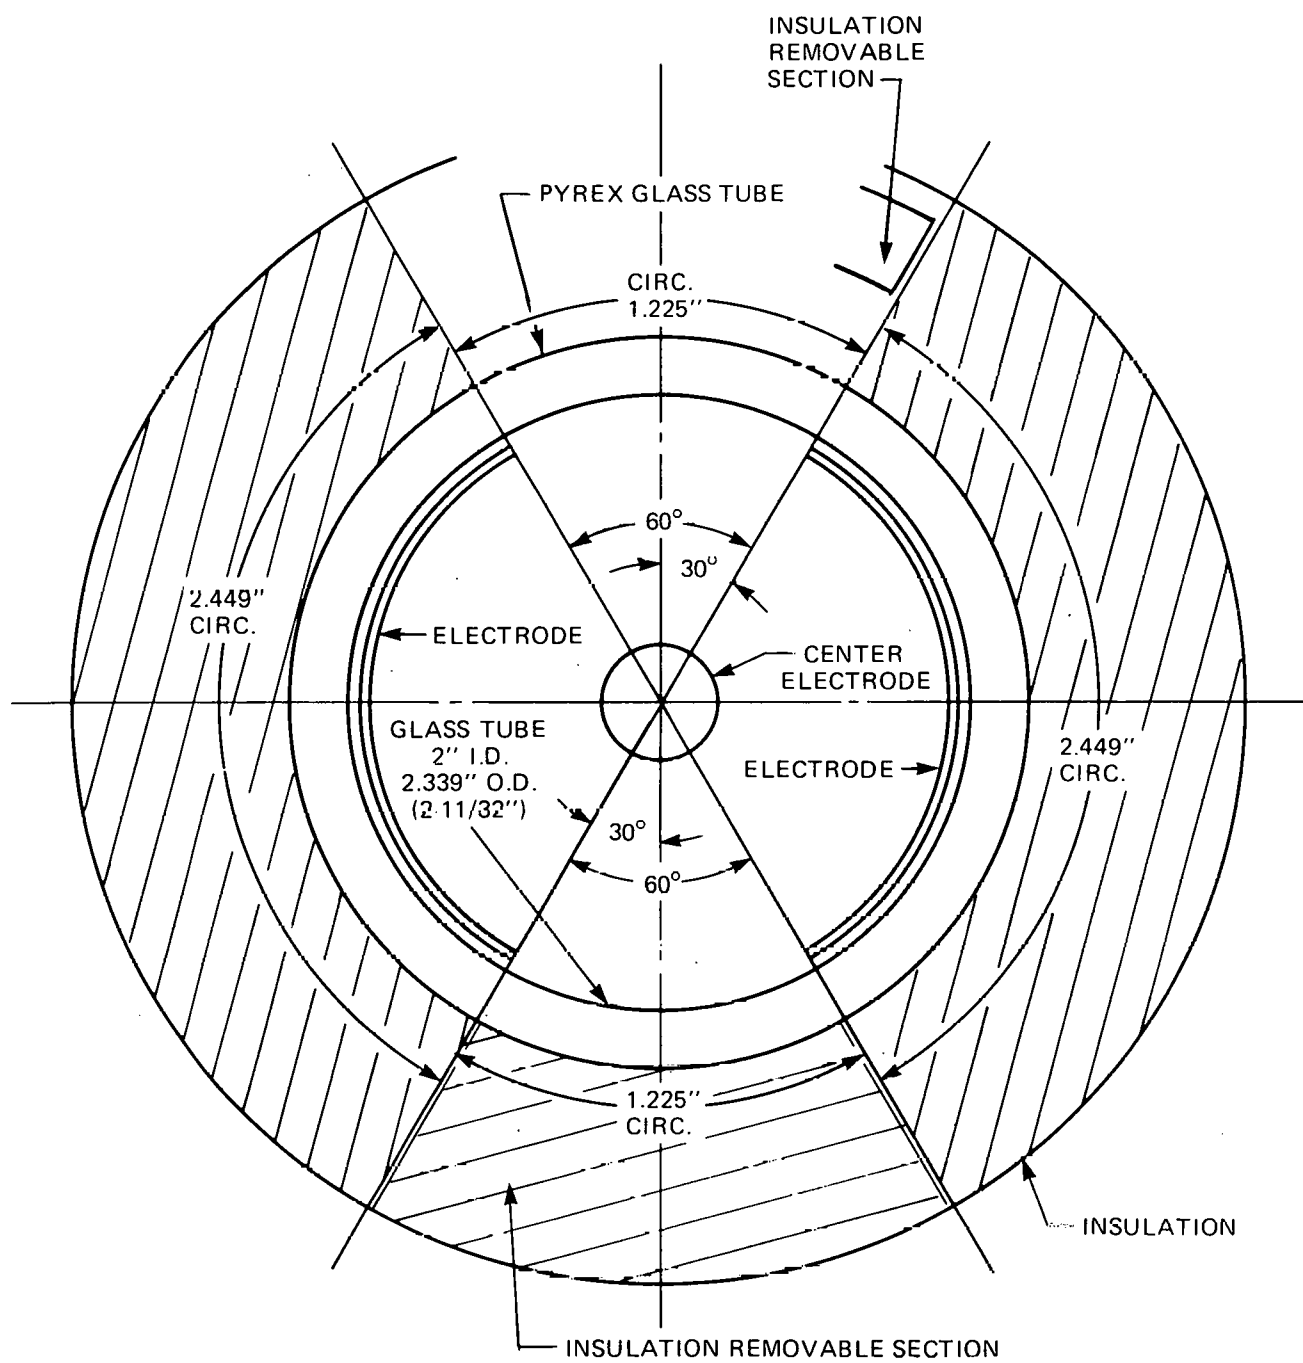 INSULATION
REMOVABLE
SECTION
PYREX GLASS TUBE
CIRC.
1.225"
60°
30°
2.449"
CIRC.
ELECTRODE
CENTER
ELECTRODE
GLASS TUBE
2" I.D.
2.339" O.D.
(2-11/32")
2.449"
CIRC.
ELECTRODE
30°
60°
1.225"
CIRC.
INSULATION
INSULATION REMOVABLE SECTION